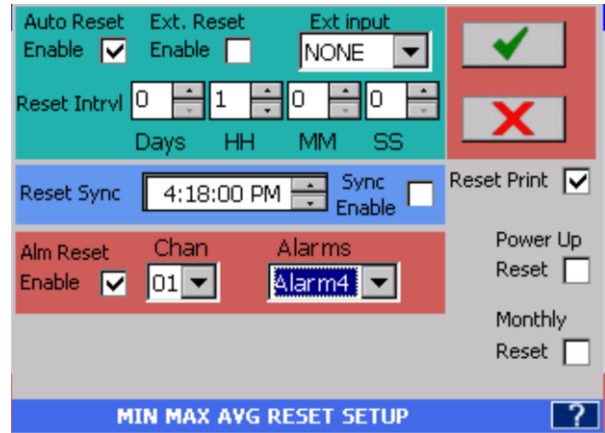 Auto Reset Ext. Reset Ext input
Enable Enable NONE
Reset Intrvl 0 1 0 0
Days HH MM SS
Reset Sync 4:18:00 PM Sync Enable
Reset Print
Alm Reset Chan Alarms
Enable 01 Alarm4
Power Up
Reset
Monthly
Reset
MIN MAX AVG RESET SETUP ?